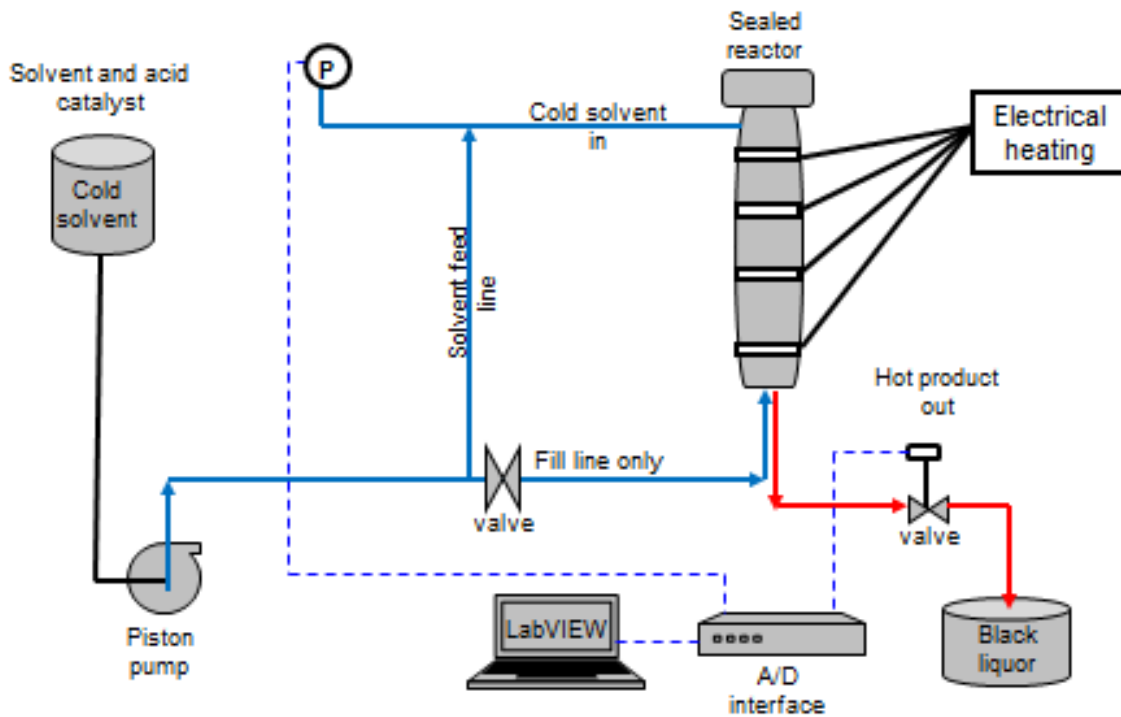 Sealed
reactor
Solvent and acid
catalyst
P
Cold solvent
in
Electrical
heating
Cold
solvent
Solvent feed
line
Hot product
out
Fill line only
valve
valve
Piston
pump
LabVIEW
A/D
interface
Black
liquor